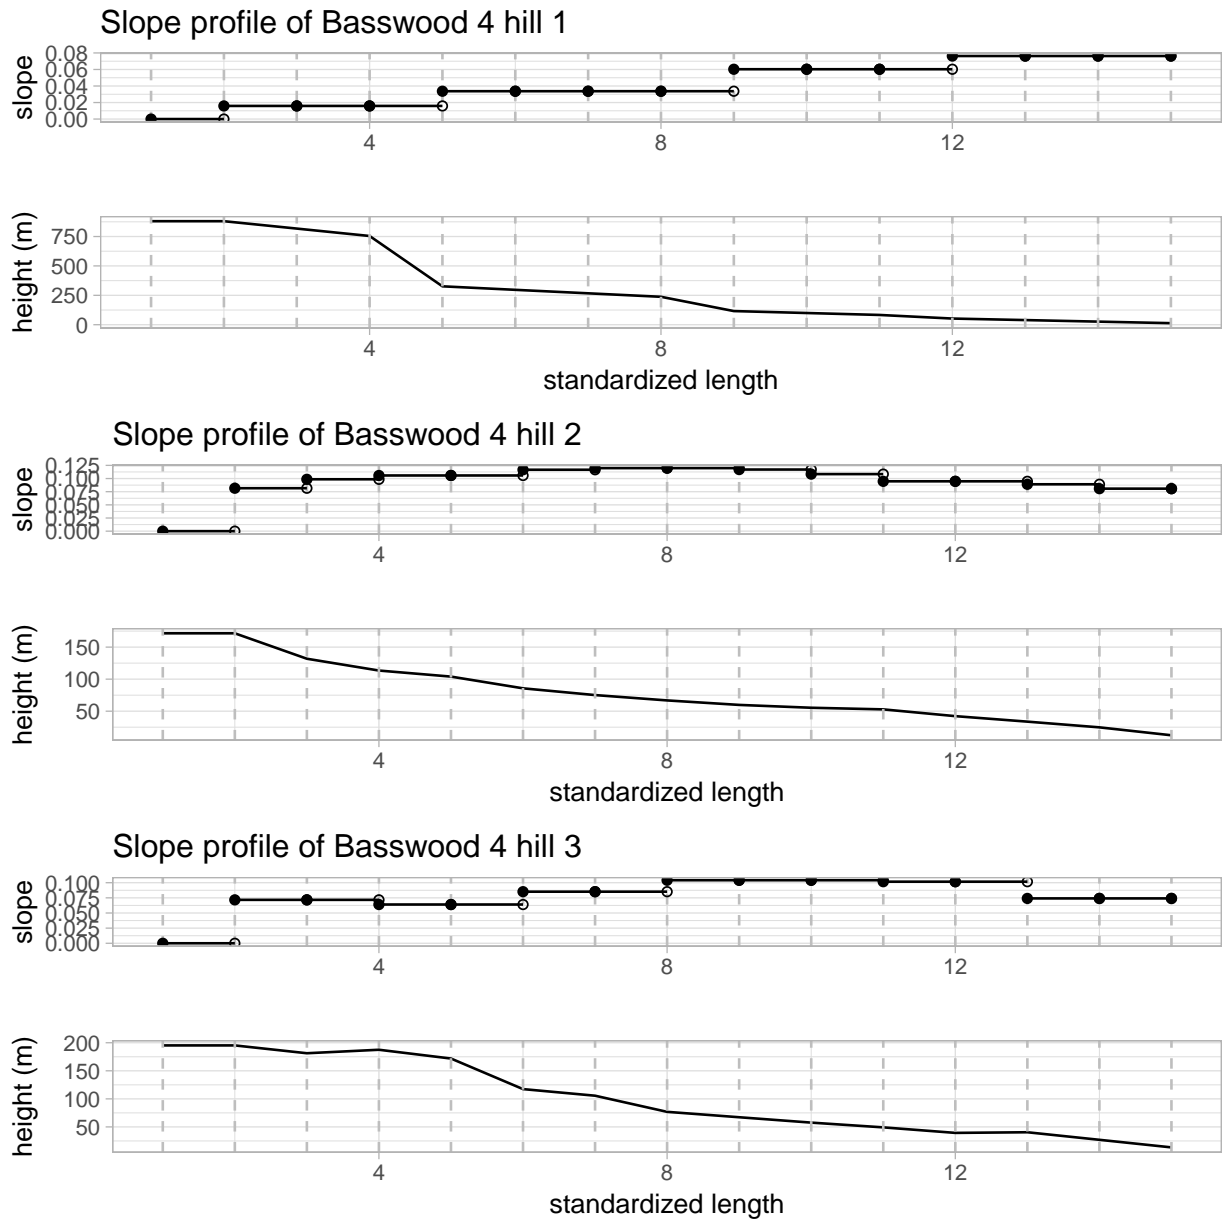 Slope profile of Basswood 4 hill 1
slope
0.08
0.06
0.04
0.02
0.00
4 8 12
height (m)
750
500
250
0
4 8 12
standardized length
Slope profile of Basswood 4 hill 2
slope
0.125
0.100
0.075
0.050
0.025
0.000
4 8 12
height (m)
150
100
50
4 8 12
standardized length
Slope profile of Basswood 4 hill 3
slope
0.100
0.075
0.050
0.025
0.000
4 8 12
height (m)
200
150
100
50
4 8 12
standardized length